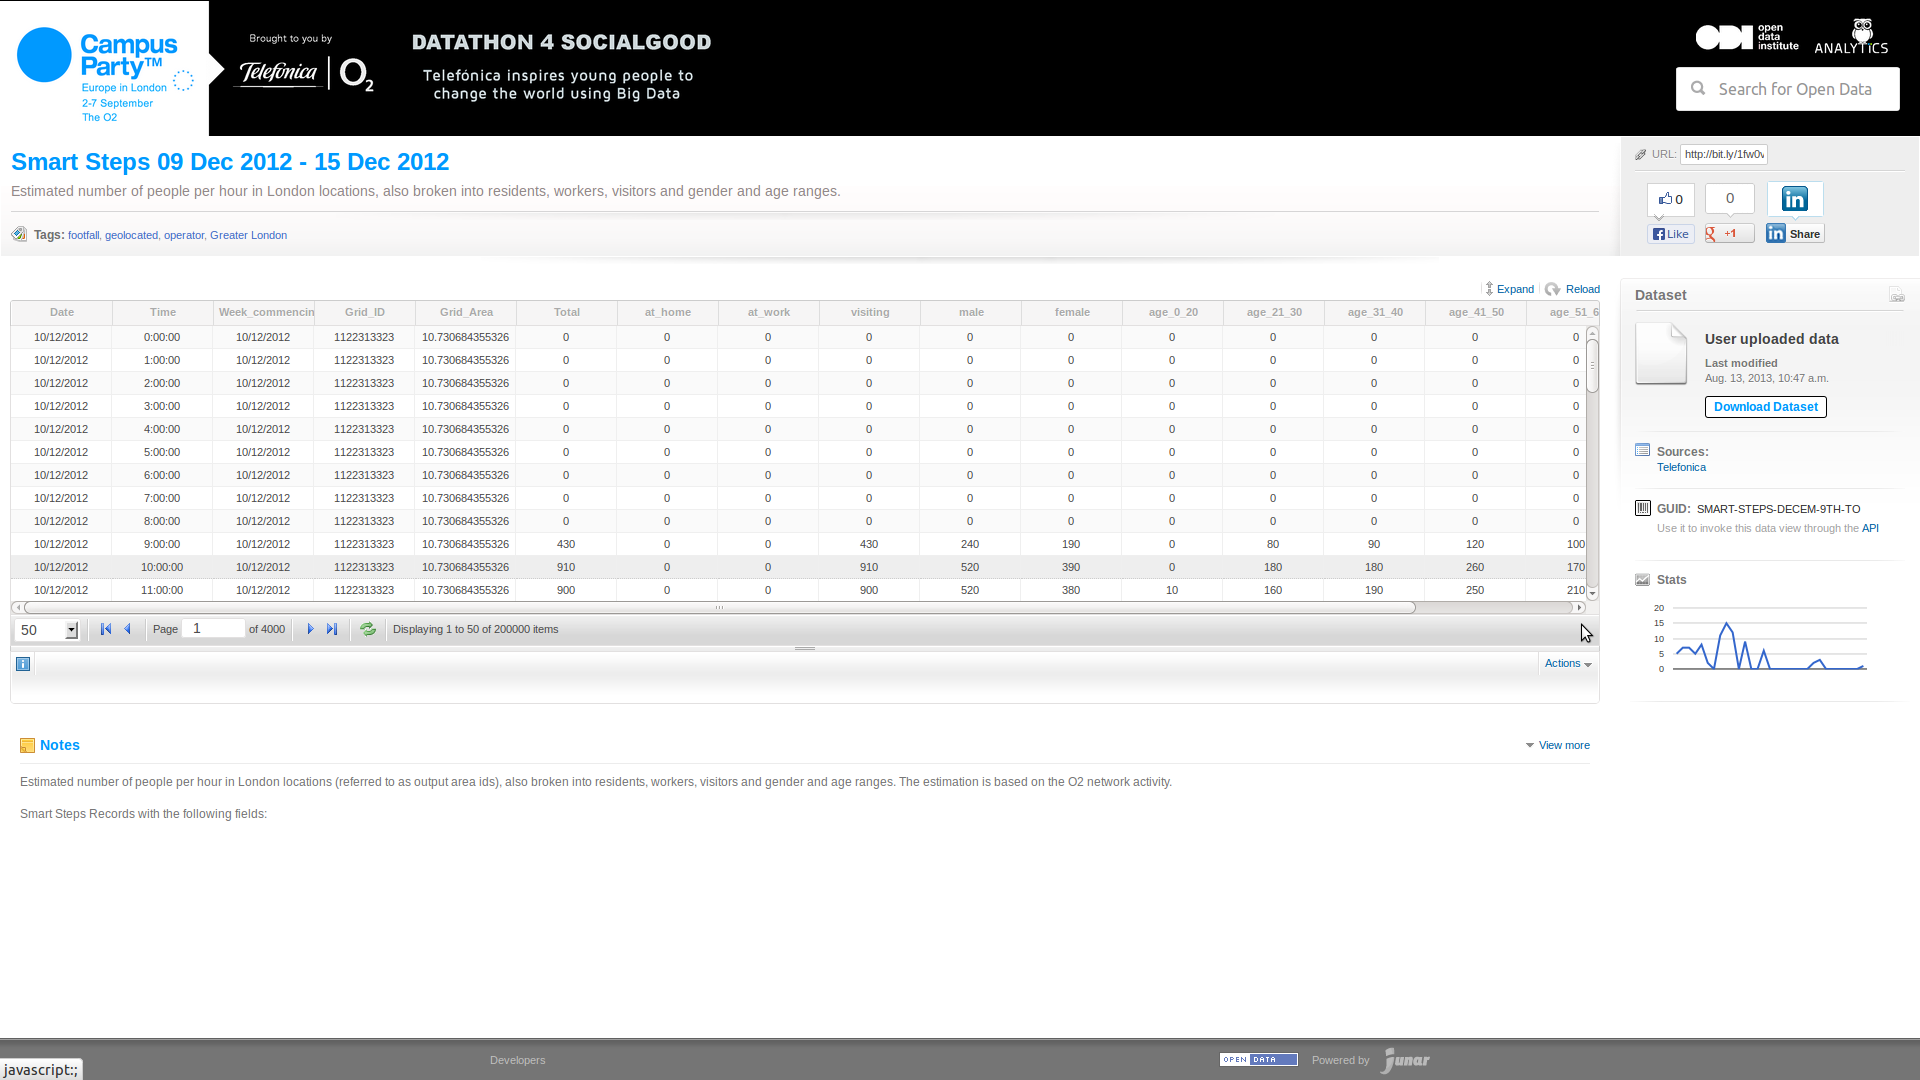 Campus
Party™
Europe in London
2-7 September
The O2
Brought to you by
Telefónica O2
DATATHON 4 SOCIALGOOD
Telefónica inspires young people to
change the world using Big Data
ODI open
data
institute
ANALYTICS
Search for Open Data
Smart Steps 09 Dec 2012 - 15 Dec 2012
Estimated number of people per hour in London locations, also broken into residents, workers, visitors and gender and age ranges.
Tags: footfall, geolocated, operator, Greater London
URL: http://bit.ly/1fw0v
0 0 in
Like +1 in Share
Expand Reload
Date Time Week_commencin Grid_ID Grid_Area Total at_home at_work visiting male female age_0_20 age_21_30 age_31_40 age_41_50 age_51_6
10/12/2012 0:00:00 10/12/2012 1122313323 10.730684355326 0 0 0 0 0 0 0 0 0 0 0
10/12/2012 1:00:00 10/12/2012 1122313323 10.730684355326 0 0 0 0 0 0 0 0 0 0 0
10/12/2012 2:00:00 10/12/2012 1122313323 10.730684355326 0 0 0 0 0 0 0 0 0 0 0
10/12/2012 3:00:00 10/12/2012 1122313323 10.730684355326 0 0 0 0 0 0 0 0 0 0 0
10/12/2012 4:00:00 10/12/2012 1122313323 10.730684355326 0 0 0 0 0 0 0 0 0 0 0
10/12/2012 5:00:00 10/12/2012 1122313323 10.730684355326 0 0 0 0 0 0 0 0 0 0 0
10/12/2012 6:00:00 10/12/2012 1122313323 10.730684355326 0 0 0 0 0 0 0 0 0 0 0
10/12/2012 7:00:00 10/12/2012 1122313323 10.730684355326 0 0 0 0 0 0 0 0 0 0 0
10/12/2012 8:00:00 10/12/2012 1122313323 10.730684355326 0 0 0 0 0 0 0 0 0 0 0
10/12/2012 9:00:00 10/12/2012 1122313323 10.730684355326 430 0 0 430 240 190 0 80 90 120 100
10/12/2012 10:00:00 10/12/2012 1122313323 10.730684355326 910 0 0 910 520 390 0 180 180 260 170
10/12/2012 11:00:00 10/12/2012 1122313323 10.730684355326 900 0 0 900 520 380 10 160 190 250 210
50 Page 1 of 4000 Displaying 1 to 50 of 200000 items
Actions
Dataset
User uploaded data
Last modified
Aug. 13, 2013, 10:47 a.m.
Download Dataset
Sources:
Telefonica
GUID: SMART-STEPS-DECEM-9TH-TO
Use it to invoke this data view through the API
Stats
20
15
10
5
0
Notes
View more
Estimated number of people per hour in London locations (referred to as output area ids), also broken into residents, workers, visitors and gender and age ranges. The estimation is based on the O2 network activity.
Smart Steps Records with the following fields:
Developers
OPEN DATA
Powered by junar
javascript:;